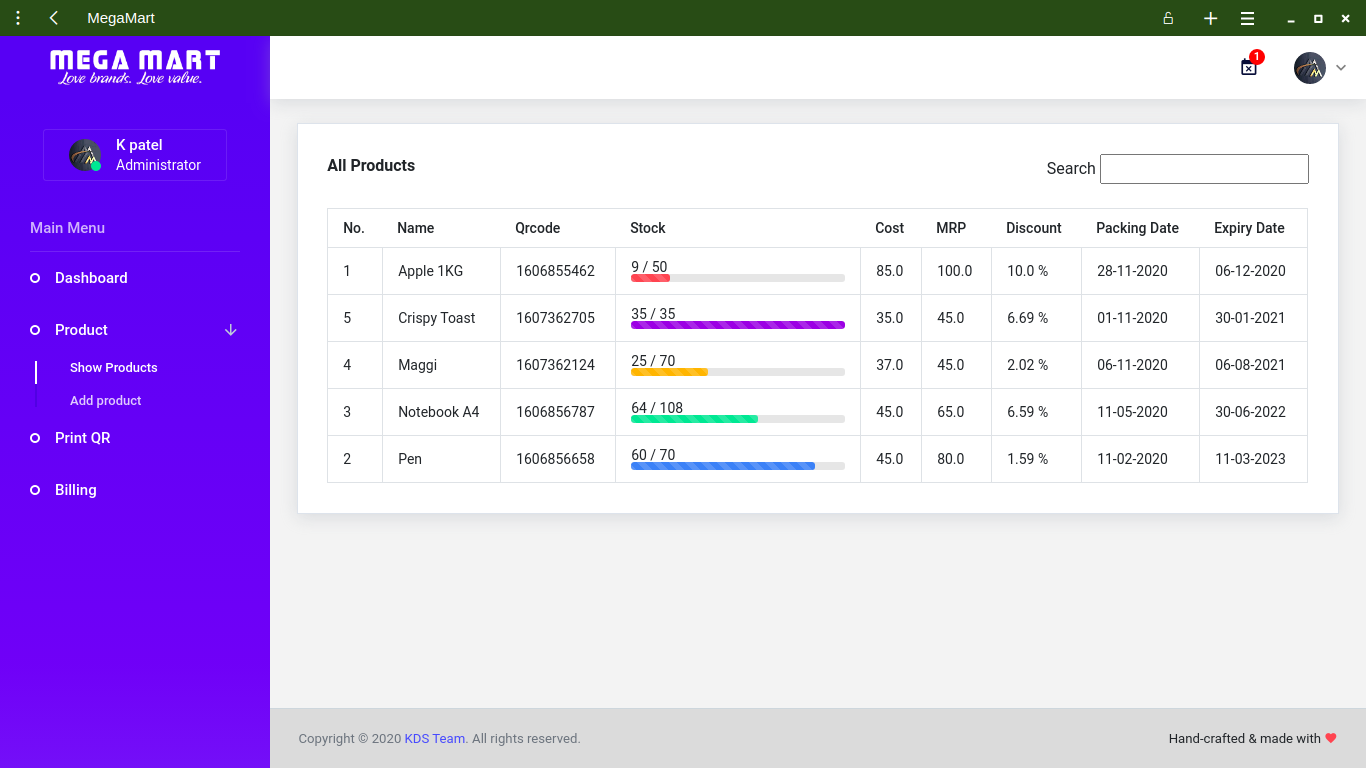 MegaMart
MEGA MART
Love brands. Love value.
1
K patel
Administrator
Main Menu
Dashboard
Product
Show Products
Add product
Print QR
Billing
All Products
Search
No. Name Qrcode Stock Cost MRP Discount Packing Date Expiry Date
1 Apple 1KG 1606855462 9 / 50 85.0 100.0 10.0 % 28-11-2020 06-12-2020
5 Crispy Toast 1607362705 35 / 35 35.0 45.0 6.69 % 01-11-2020 30-01-2021
4 Maggi 1607362124 25 / 70 37.0 45.0 2.02 % 06-11-2020 06-08-2021
3 Notebook A4 1606856787 64 / 108 45.0 65.0 6.59 % 11-05-2020 30-06-2022
2 Pen 1606856658 60 / 70 45.0 80.0 1.59 % 11-02-2020 11-03-2023
Copyright © 2020 KDS Team. All rights reserved.
Hand-crafted & made with